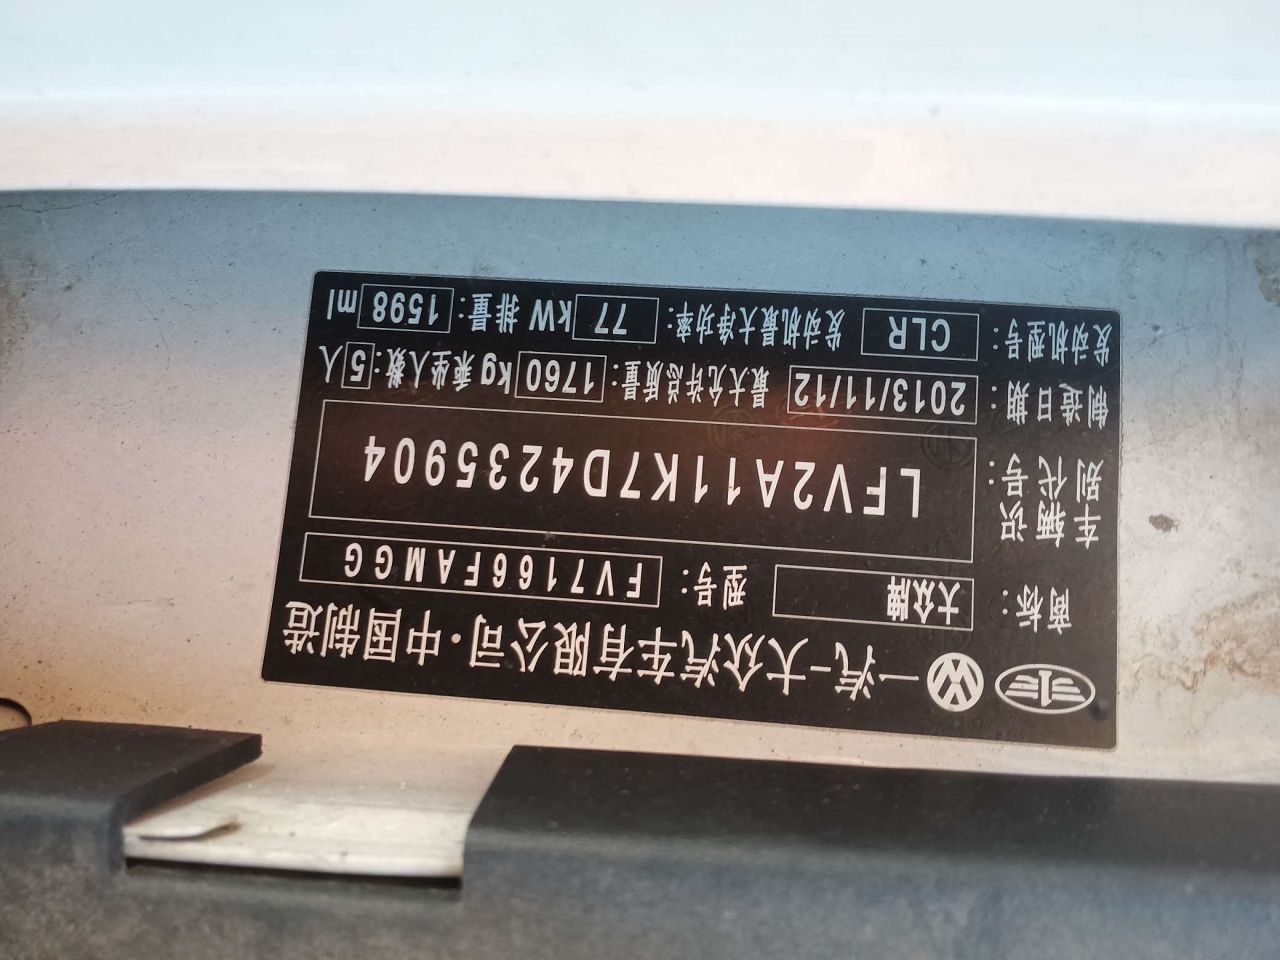 一汽-大众汽车有限公司·中国制造
商标: 大众牌 型号: FV7166FAMGG
车辆识别代号: LFV2A11K7D4235904
制造日期: 2013/11/12 最大允许总质量: 1760 kg 乘坐人数: 5 人
发动机型号: CLR 发动机最大净功率: 77 kW 排量: 1598 ml